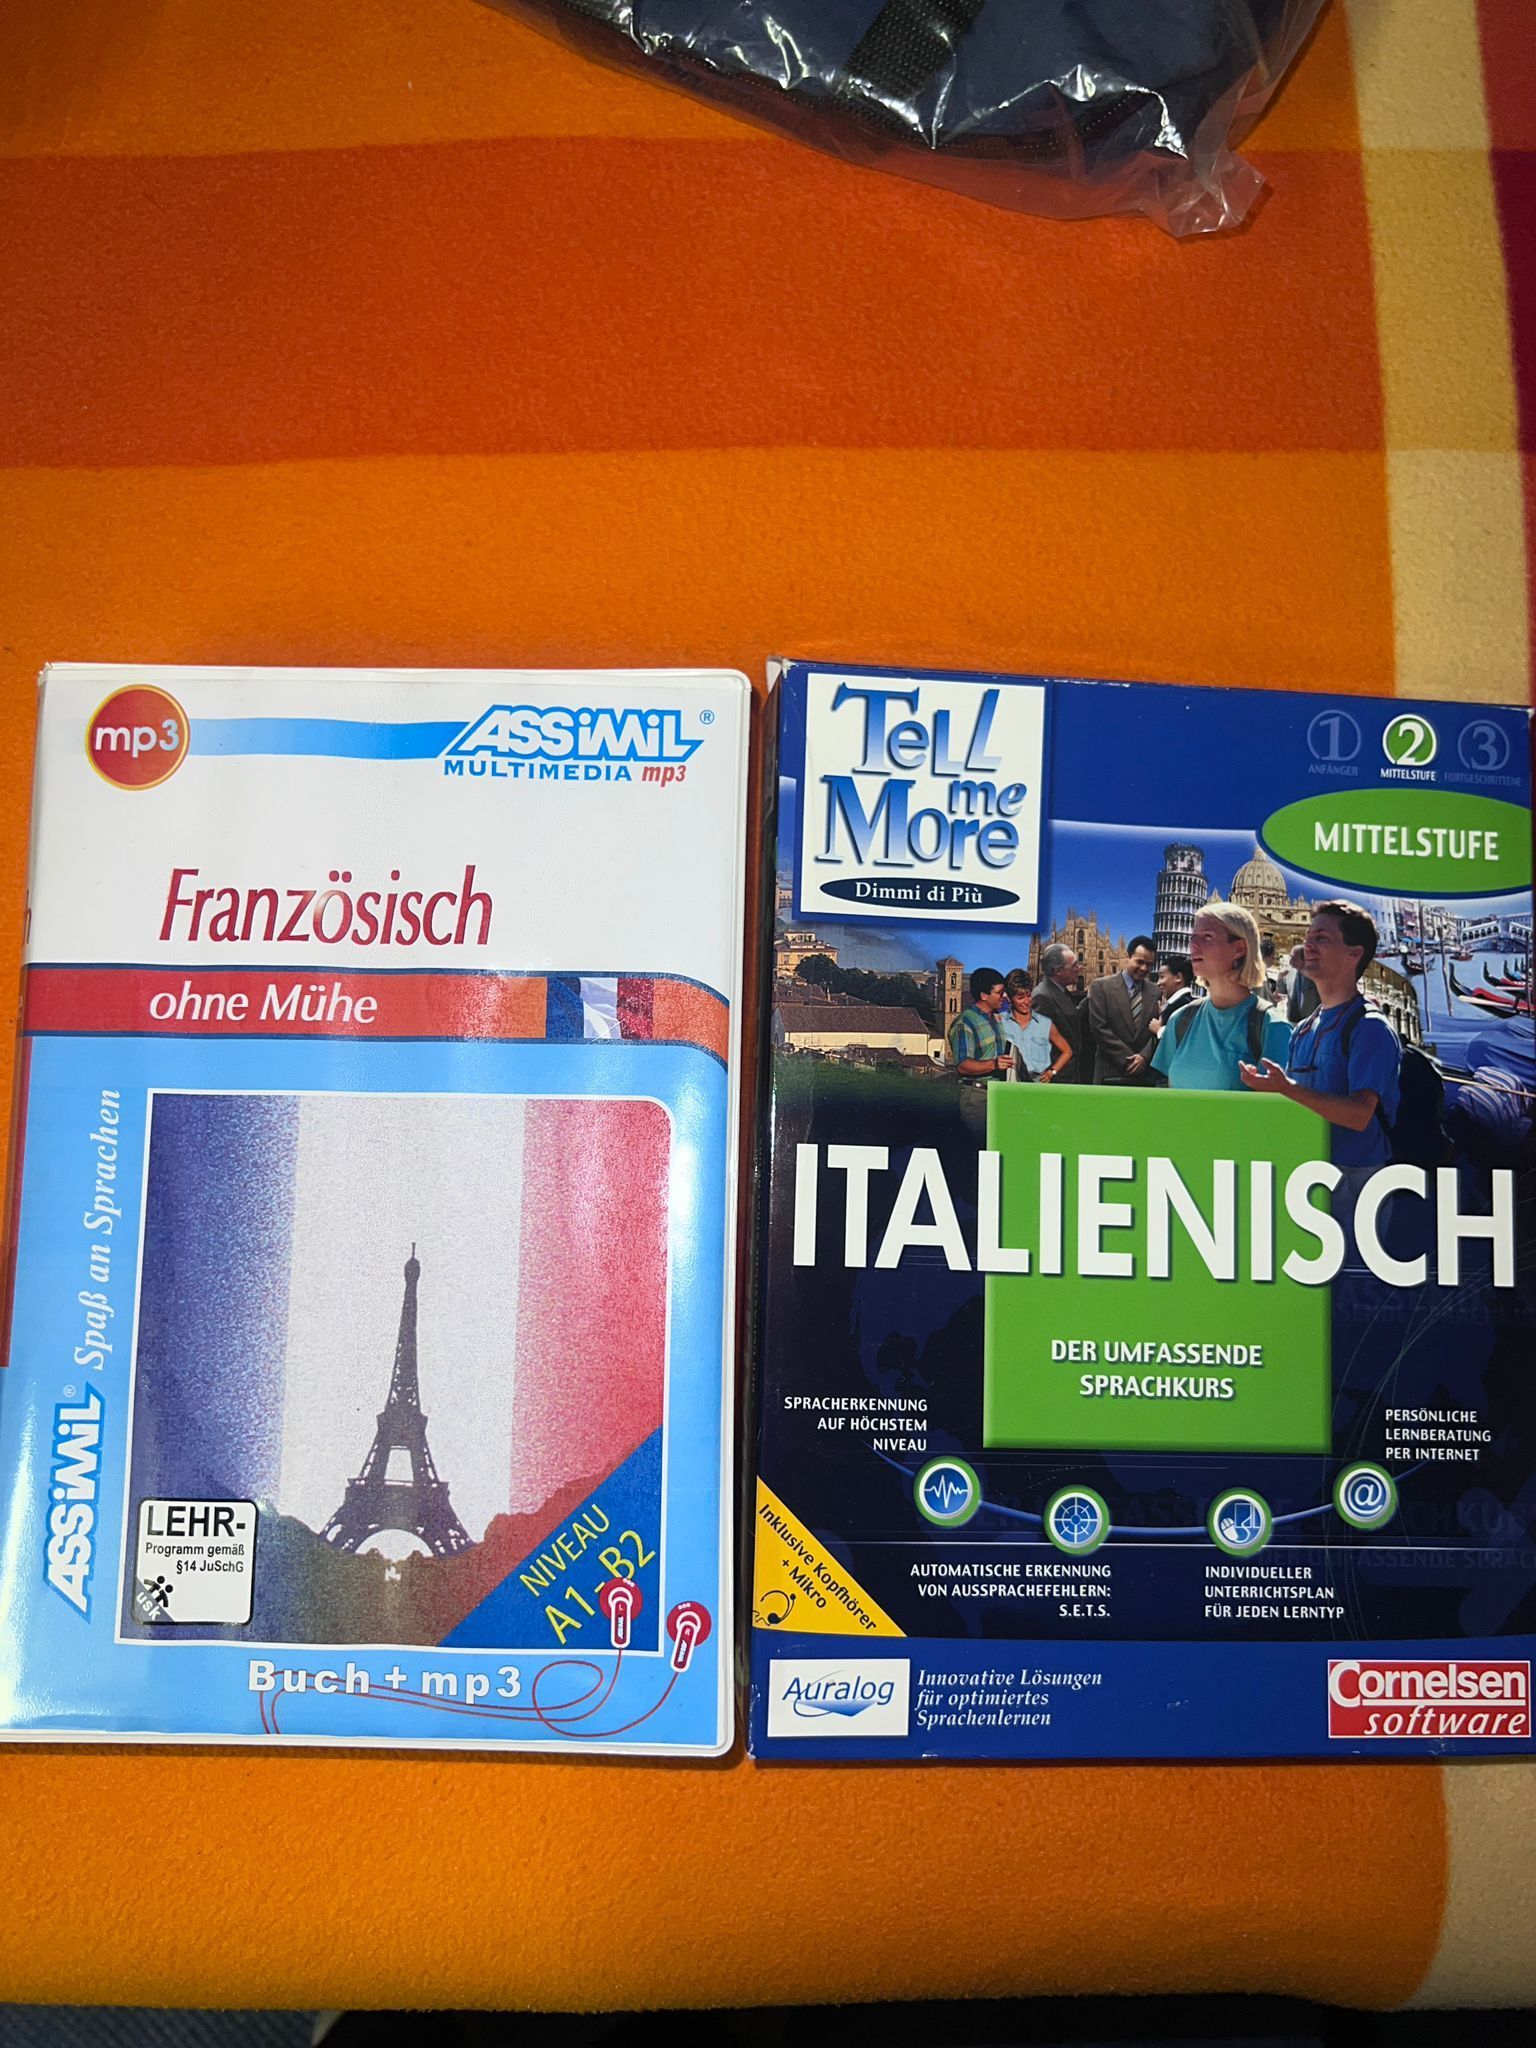 mp3
ASSiMiL®
MULTIMEDIA mp3
Französisch
ohne Mühe
ASSiMiL® Spaß an Sprachen
LEHR-
Programm gemäß
§14 JuSchG
usk
NIVEAU
A1-B2
Buch + mp3
Tell
me
More
Dimmi di Più
1
ANFÄNGER
2
MITTELSTUFE
3
FORTGESCHRITTENE
MITTELSTUFE
ITALIENISCH
DER UMFASSENDE
SPRACHKURS
SPRACHERKENNUNG
AUF HÖCHSTEM
NIVEAU
PERSÖNLICHE
LERNBERATUNG
PER INTERNET
@
AUTOMATISCHE ERKENNUNG
VON AUSSPRACHEFEHLERN:
S.E.T.S.
INDIVIDUELLER
UNTERRICHTSPLAN
FÜR JEDEN LERNTYP
Inklusive Kopfhörer
+ Mikro
Auralog
Innovative Lösungen
für optimiertes
Sprachenlernen
Cornelsen
software